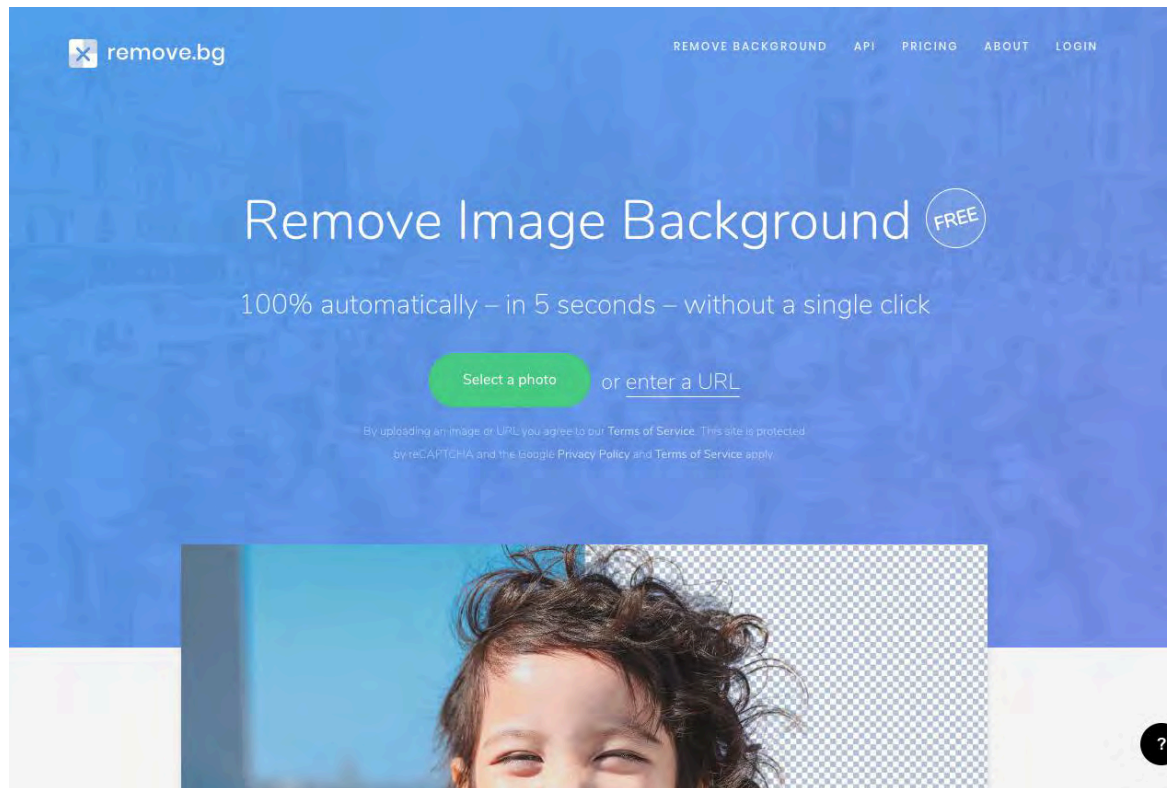 remove.bg
REMOVE BACKGROUND API PRICING ABOUT LOGIN
Remove Image Background FREE
100% automatically – in 5 seconds – without a single click
Select a photo or enter a URL
By uploading an image or URL you agree to our Terms of Service. This site is protected
by reCAPTCHA and the Google Privacy Policy and Terms of Service apply.
?